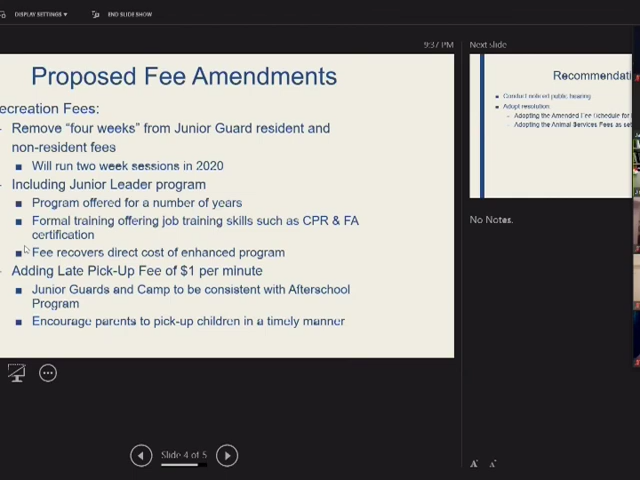 DISPLAY SETTINGS ▾ END SLIDE SHOW
9:37 PM
Next slide
Proposed Fee Amendments
ecreation Fees:
- Remove “four weeks” from Junior Guard resident and
non-resident fees
■ Will run two week sessions in 2020
- Including Junior Leader program
■ Program offered for a number of years
■ Formal training offering job training skills such as CPR & FA
certification
■ Fee recovers direct cost of enhanced program
- Adding Late Pick-Up Fee of $1 per minute
■ Junior Guards and Camp to be consistent with Afterschool
Program
■ Encourage parents to pick-up children in a timely manner
Recommendati
■ Conduct noticed public hearing
■ Adopt resolution
– Adopting the Amended Fee Schedule for
– Adopting the Animal Services Fees as set
No Notes.
Slide 4 of 5
A A